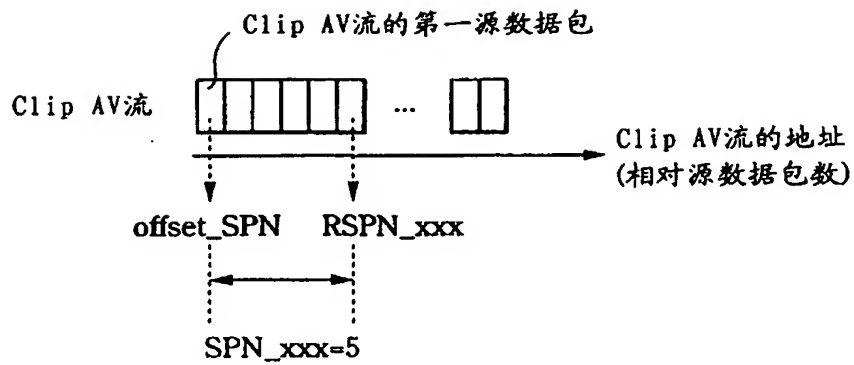 Clip AV流的第一源数据包
Clip AV流
...
Clip AV流的地址
(相对源数据包数)
offset_SPN RSPN_xxx
SPN_xxx=5